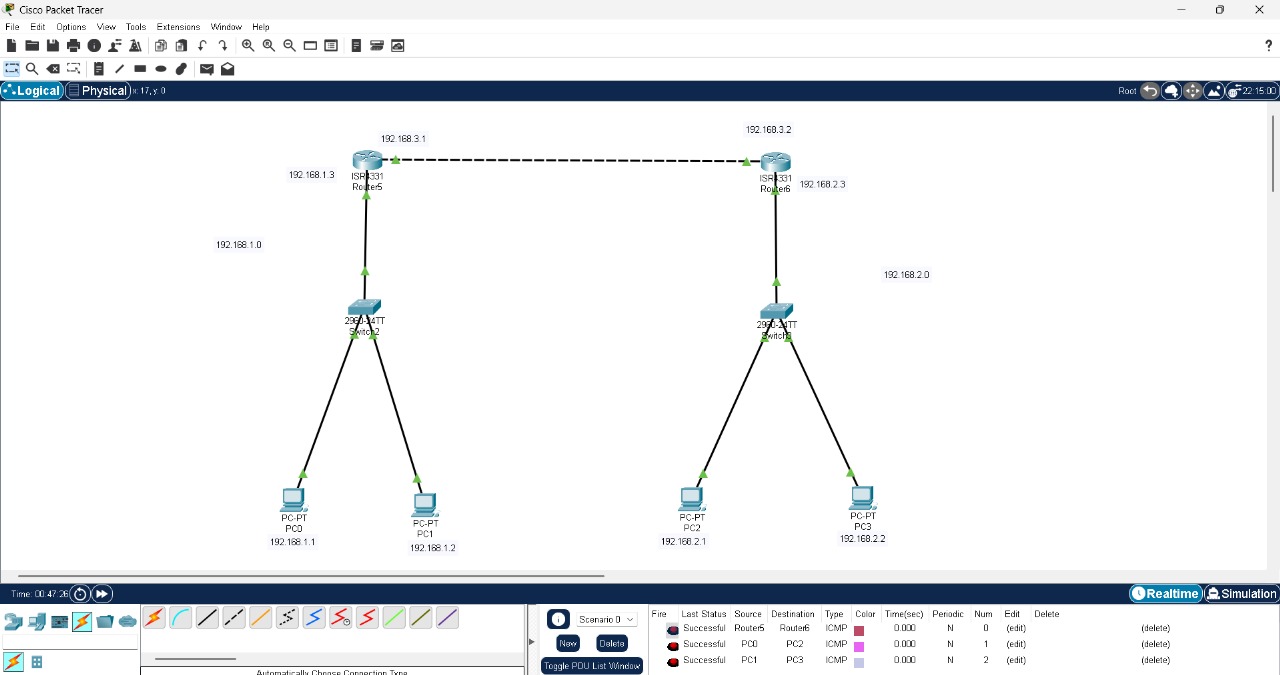 Cisco Packet Tracer
File Edit Options View Tools Extensions Window Help
?
Logical Physical x: 17, y: 0 Root 22:15:00
192.168.3.1
192.168.3.2
192.168.1.3
ISR4331
Router5
ISR4331
Router6
192.168.2.3
192.168.1.0
192.168.2.0
2960-24TT
Switch2
2960-24TT
PC-PT
PC0
192.168.1.1
PC-PT
PC1
192.168.1.2
PC-PT
PC2
192.168.2.1
PC-PT
PC3
192.168.2.2
Time: 00:47:26 Realtime Simulation
Scenario 0
New Delete
Toggle PDU List Window
Automatically Choose Connection Type
Fire Last Status Source Destination Type Color Time(sec) Periodic Num Edit Delete
Successful Router5 Router6 ICMP 0.000 N 0 (edit) (delete)
Successful PC0 PC2 ICMP 0.000 N 1 (edit) (delete)
Successful PC1 PC3 ICMP 0.000 N 2 (edit) (delete)